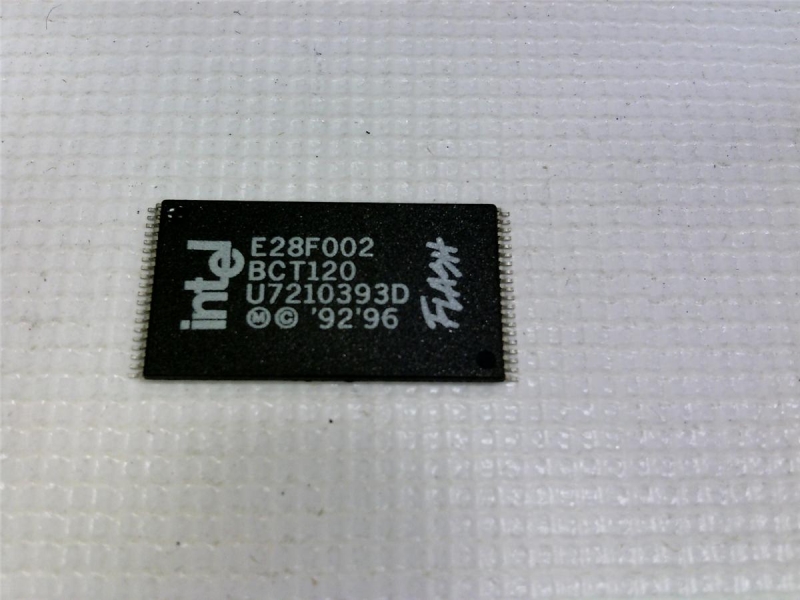 intel
E28F002
BCT120
U7210393D
Ⓜ © '92'96
FLASH